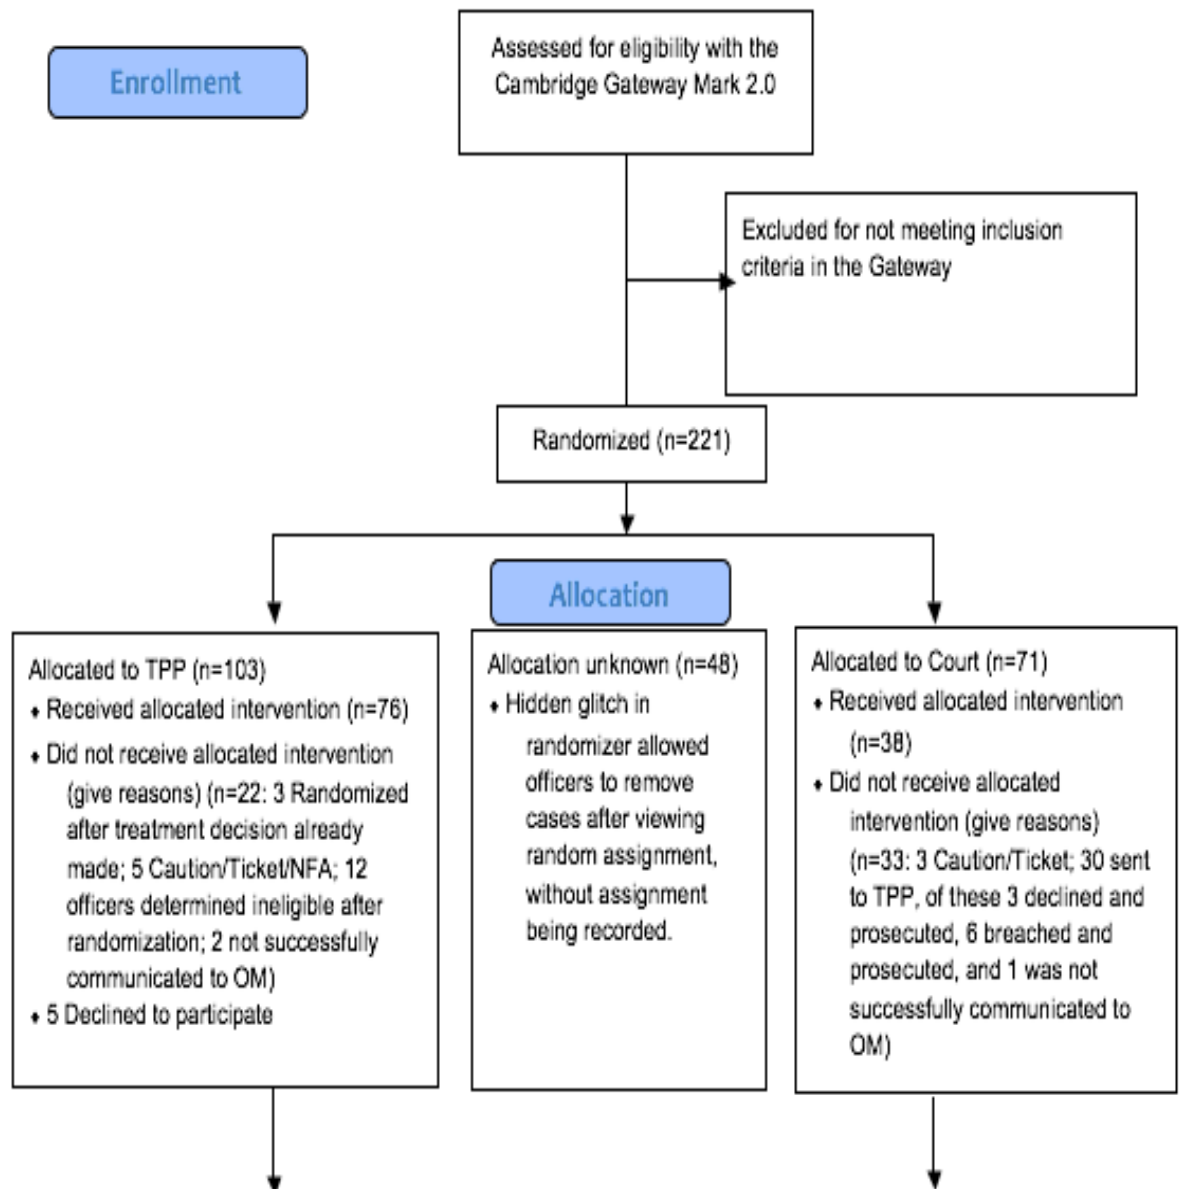 Enrollment
Assessed for eligibility with the
Cambridge Gateway Mark 2.0
Excluded for not meeting inclusion
criteria in the Gateway
Randomized (n=221)
Allocation
Allocated to TPP (n=103)
♦ Received allocated intervention (n=76)
♦ Did not receive allocated intervention
(give reasons) (n=22: 3 Randomized
after treatment decision already
made; 5 Caution/Ticket/NFA; 12
officers determined ineligible after
randomization; 2 not successfully
communicated to OM)
♦ 5 Declined to participate
Allocation unknown (n=48)
♦ Hidden glitch in
randomizer allowed
officers to remove
cases after viewing
random assignment,
without assignment
being recorded.
Allocated to Court (n=71)
♦ Received allocated intervention
(n=38)
♦ Did not receive allocated
intervention (give reasons)
(n=33: 3 Caution/Ticket; 30 sent
to TPP, of these 3 declined and
prosecuted, 6 breached and
prosecuted, and 1 was not
successfully communicated to
OM)